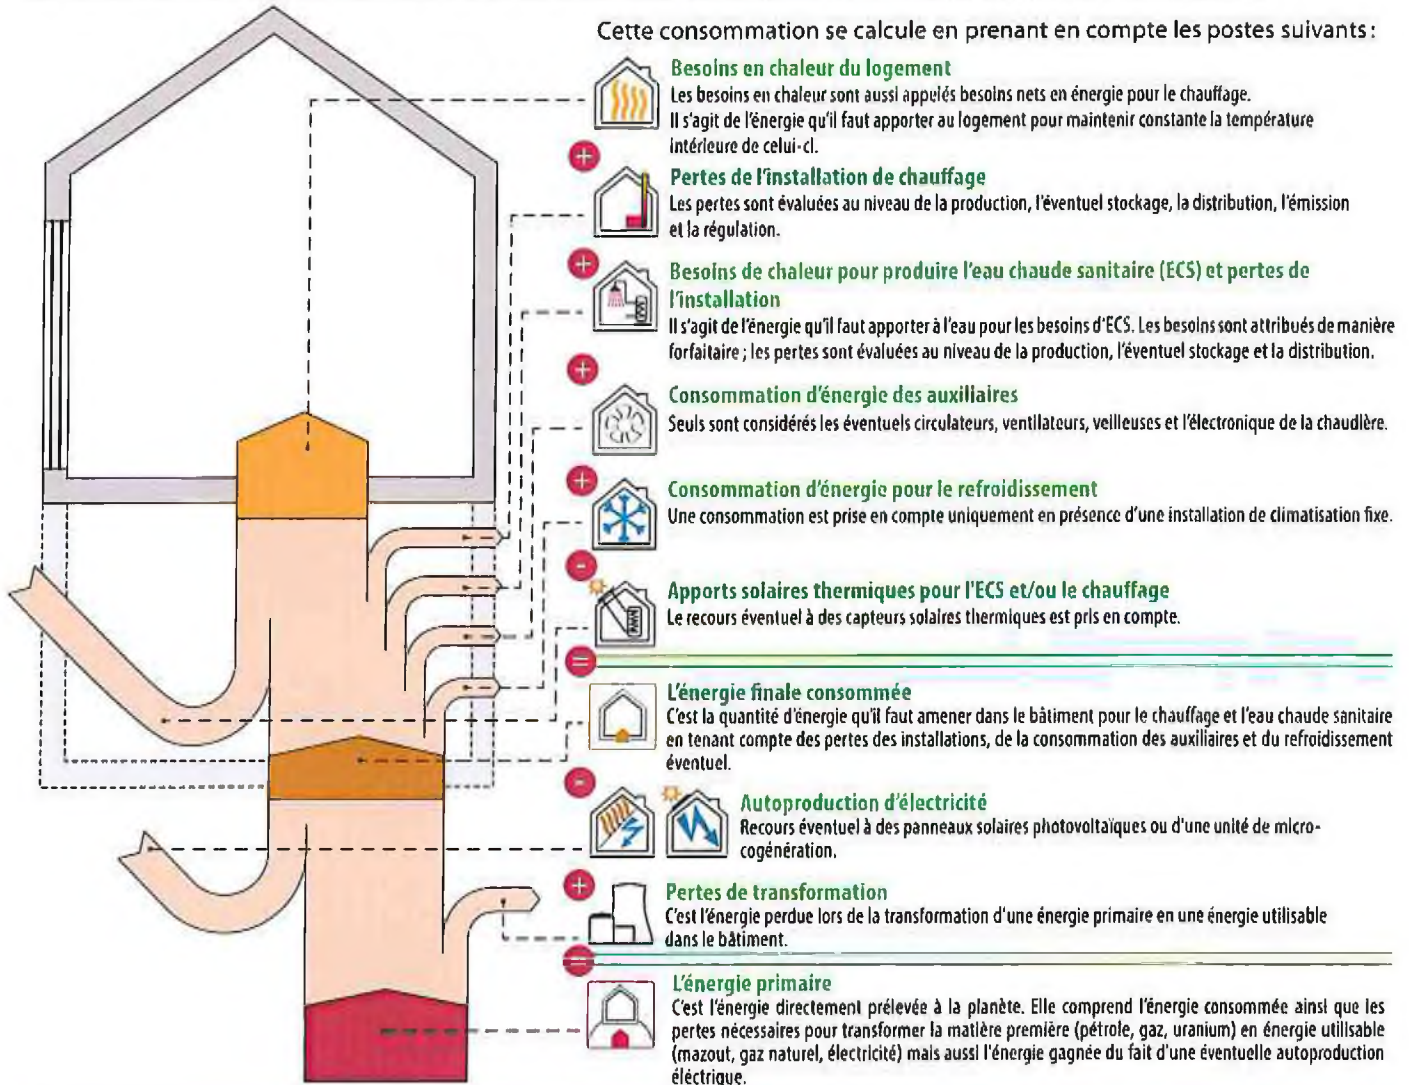 Cette consommation se calcule en prenant en compte les postes suivants :
Besoins en chaleur du logement
Les besoins en chaleur sont aussi appelés besoins nets en énergie pour le chauffage.
Il s'agit de l'énergie qu'il faut apporter au logement pour maintenir constante la température
intérieure de celui-ci.
+
Pertes de l'installation de chauffage
Les pertes sont évaluées au niveau de la production, l'éventuel stockage, la distribution, l'émission
et la régulation.
+
Besoins de chaleur pour produire l'eau chaude sanitaire (ECS) et pertes de
l'installation
Il s'agit de l'énergie qu'il faut apporter à l'eau pour les besoins d'ECS. Les besoins sont attribués de manière
forfaitaire ; les pertes sont évaluées au niveau de la production, l'éventuel stockage et la distribution.
+
Consommation d'énergie des auxiliaires
Seuls sont considérés les éventuels circulateurs, ventilateurs, veilleuses et l'électronique de la chaudière.
+
Consommation d'énergie pour le refroidissement
Une consommation est prise en compte uniquement en présence d'une installation de climatisation fixe.
-
Apports solaires thermiques pour l'ECS et/ou le chauffage
Le recours éventuel à des capteurs solaires thermiques est pris en compte.
=
L'énergie finale consommée
C'est la quantité d'énergie qu'il faut amener dans le bâtiment pour le chauffage et l'eau chaude sanitaire
en tenant compte des pertes des installations, de la consommation des auxiliaires et du refroidissement
éventuel.
-
Autoproduction d'électricité
Recours éventuel à des panneaux solaires photovoltaïques ou d'une unité de micro-
cogénération.
+
Pertes de transformation
C'est l'énergie perdue lors de la transformation d'une énergie primaire en une énergie utilisable
dans le bâtiment.
=
L'énergie primaire
C'est l'énergie directement prélevée à la planète. Elle comprend l'énergie consommée ainsi que les
pertes nécessaires pour transformer la matière première (pétrole, gaz, uranium) en énergie utilisable
(mazout, gaz naturel, électricité) mais aussi l'énergie gagnée du fait d'une éventuelle autoproduction
éléctrique.